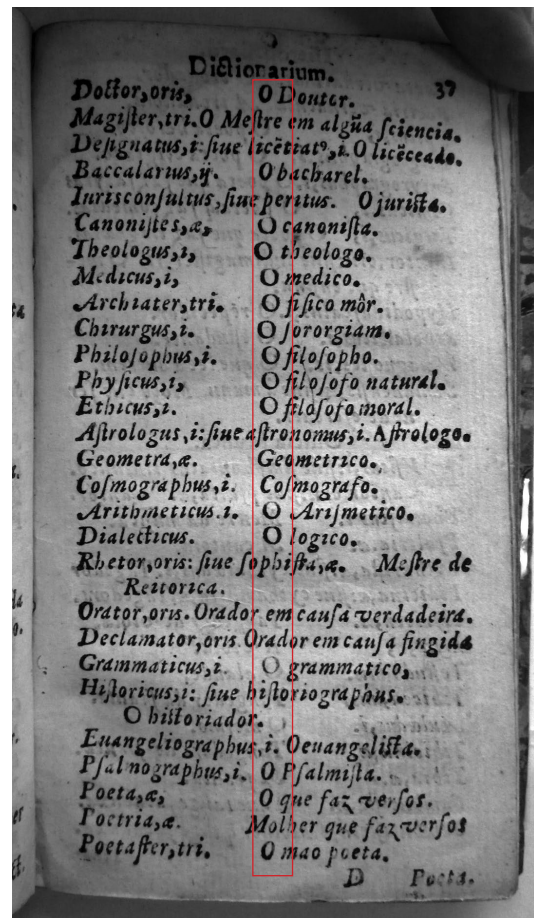 Dictionarium. 37
Doctor,oris, O Doutor.
Magiſter,tri.O Meſtre em algũa ſciencia.
Deſignatus,i:ſiue licẽtiatꝰ,i.O licẽceado.
Baccalarius,ij. O bacharel.
Iurisconſultus,ſiue peritus. O juriſta.
Canoniſtes,æ, O canoniſta.
Theologus,i, O theologo.
Medicus,i, O medico.
Archiater,tri. O fiſico môr.
Chirurgus,i. O ſororgiam.
Philoſophus,i. O filoſopho.
Phyſicus,i, O filoſofo natural.
Ethicus,i. O filoſofo moral.
Aſtrologus,i:ſiue aſtronomus,i.Aſtrologo.
Geometra,æ. Geometrico.
Coſmographus,i. Coſmografo.
Arithmeticus.i. O Ariſmetico.
Dialecticus. O logico.
Rhetor,oris: ſiue ſophiſta,æ. Meſtre de
Reitorica.
Orator,oris. Orador em cauſa verdadeira.
Declamator,oris.Orador em cauſa fingida
Grammaticus,i. O grammatico,
Hiſtoricus,i: ſiue hiſtoriographus.
O hiſtoriador.
Euangeliographus,i. Oeuangeliſta.
Pſalmographus,i. O Pſalmiſta.
Poeta,æ, O que faz verſos.
Poetria,æ. Molher que faz verſos
Poetaſter,tri. O mao poeta.
D Poeta.